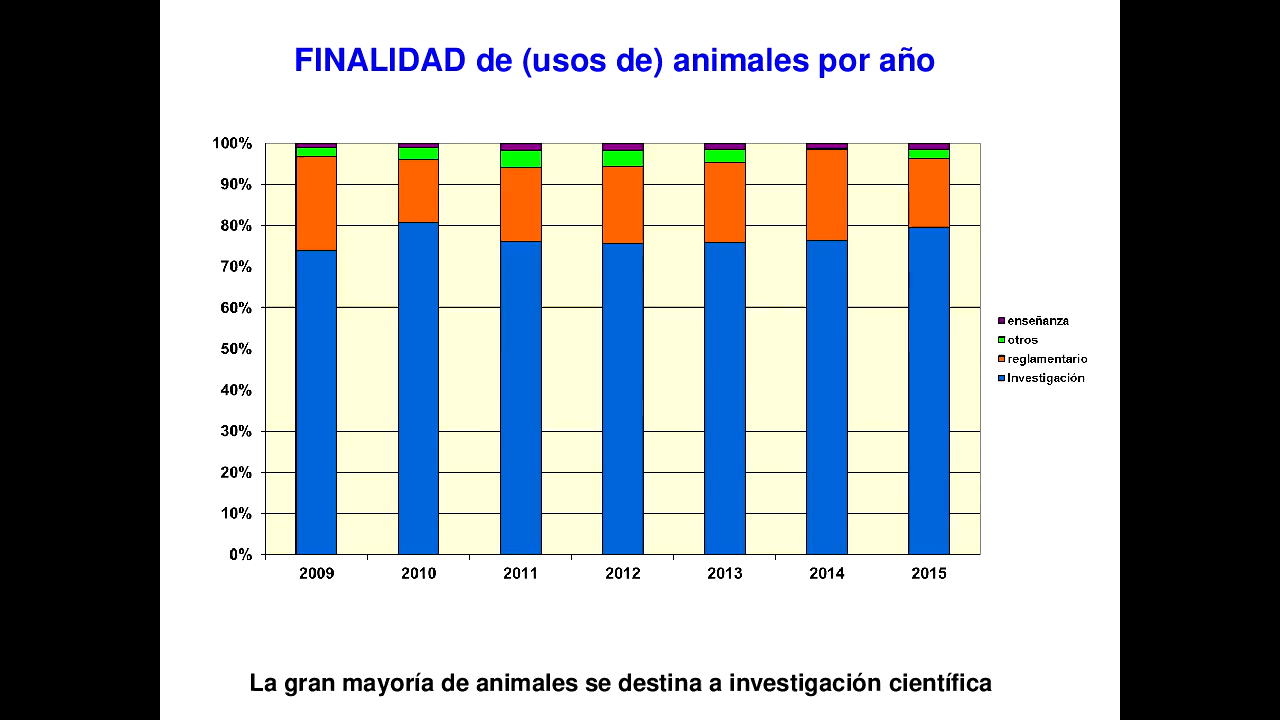 FINALIDAD de (usos de) animales por año
100%
90%
80%
70%
60%
50%
40%
30%
20%
10%
0%
2009 2010 2011 2012 2013 2014 2015
enseñanza
otros
reglamentario
Investigación
La gran mayoría de animales se destina a investigación científica